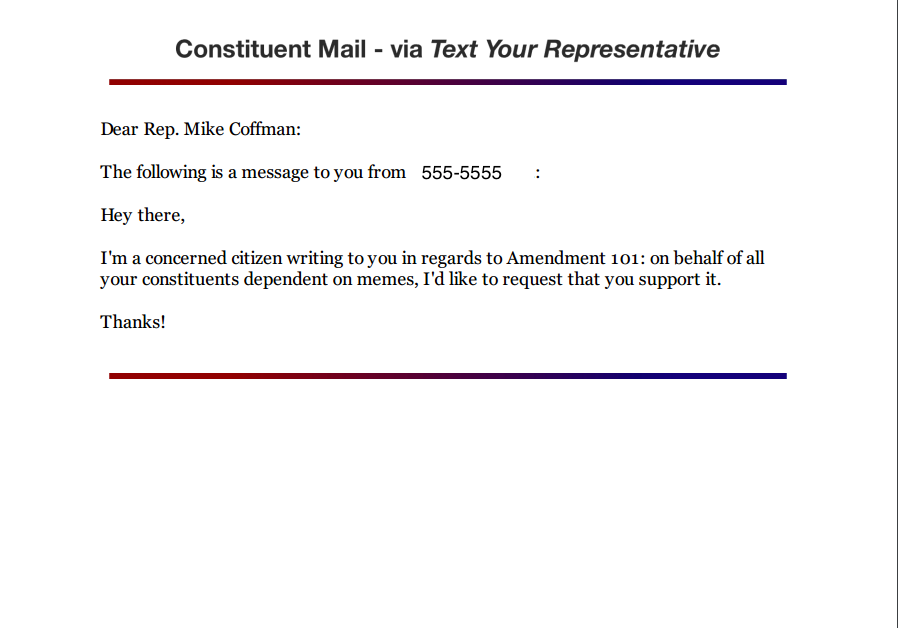 Constituent Mail - via Text Your Representative
Dear Rep. Mike Coffman:
The following is a message to you from 555-5555 :
Hey there,
I'm a concerned citizen writing to you in regards to Amendment 101: on behalf of all
your constituents dependent on memes, I'd like to request that you support it.
Thanks!